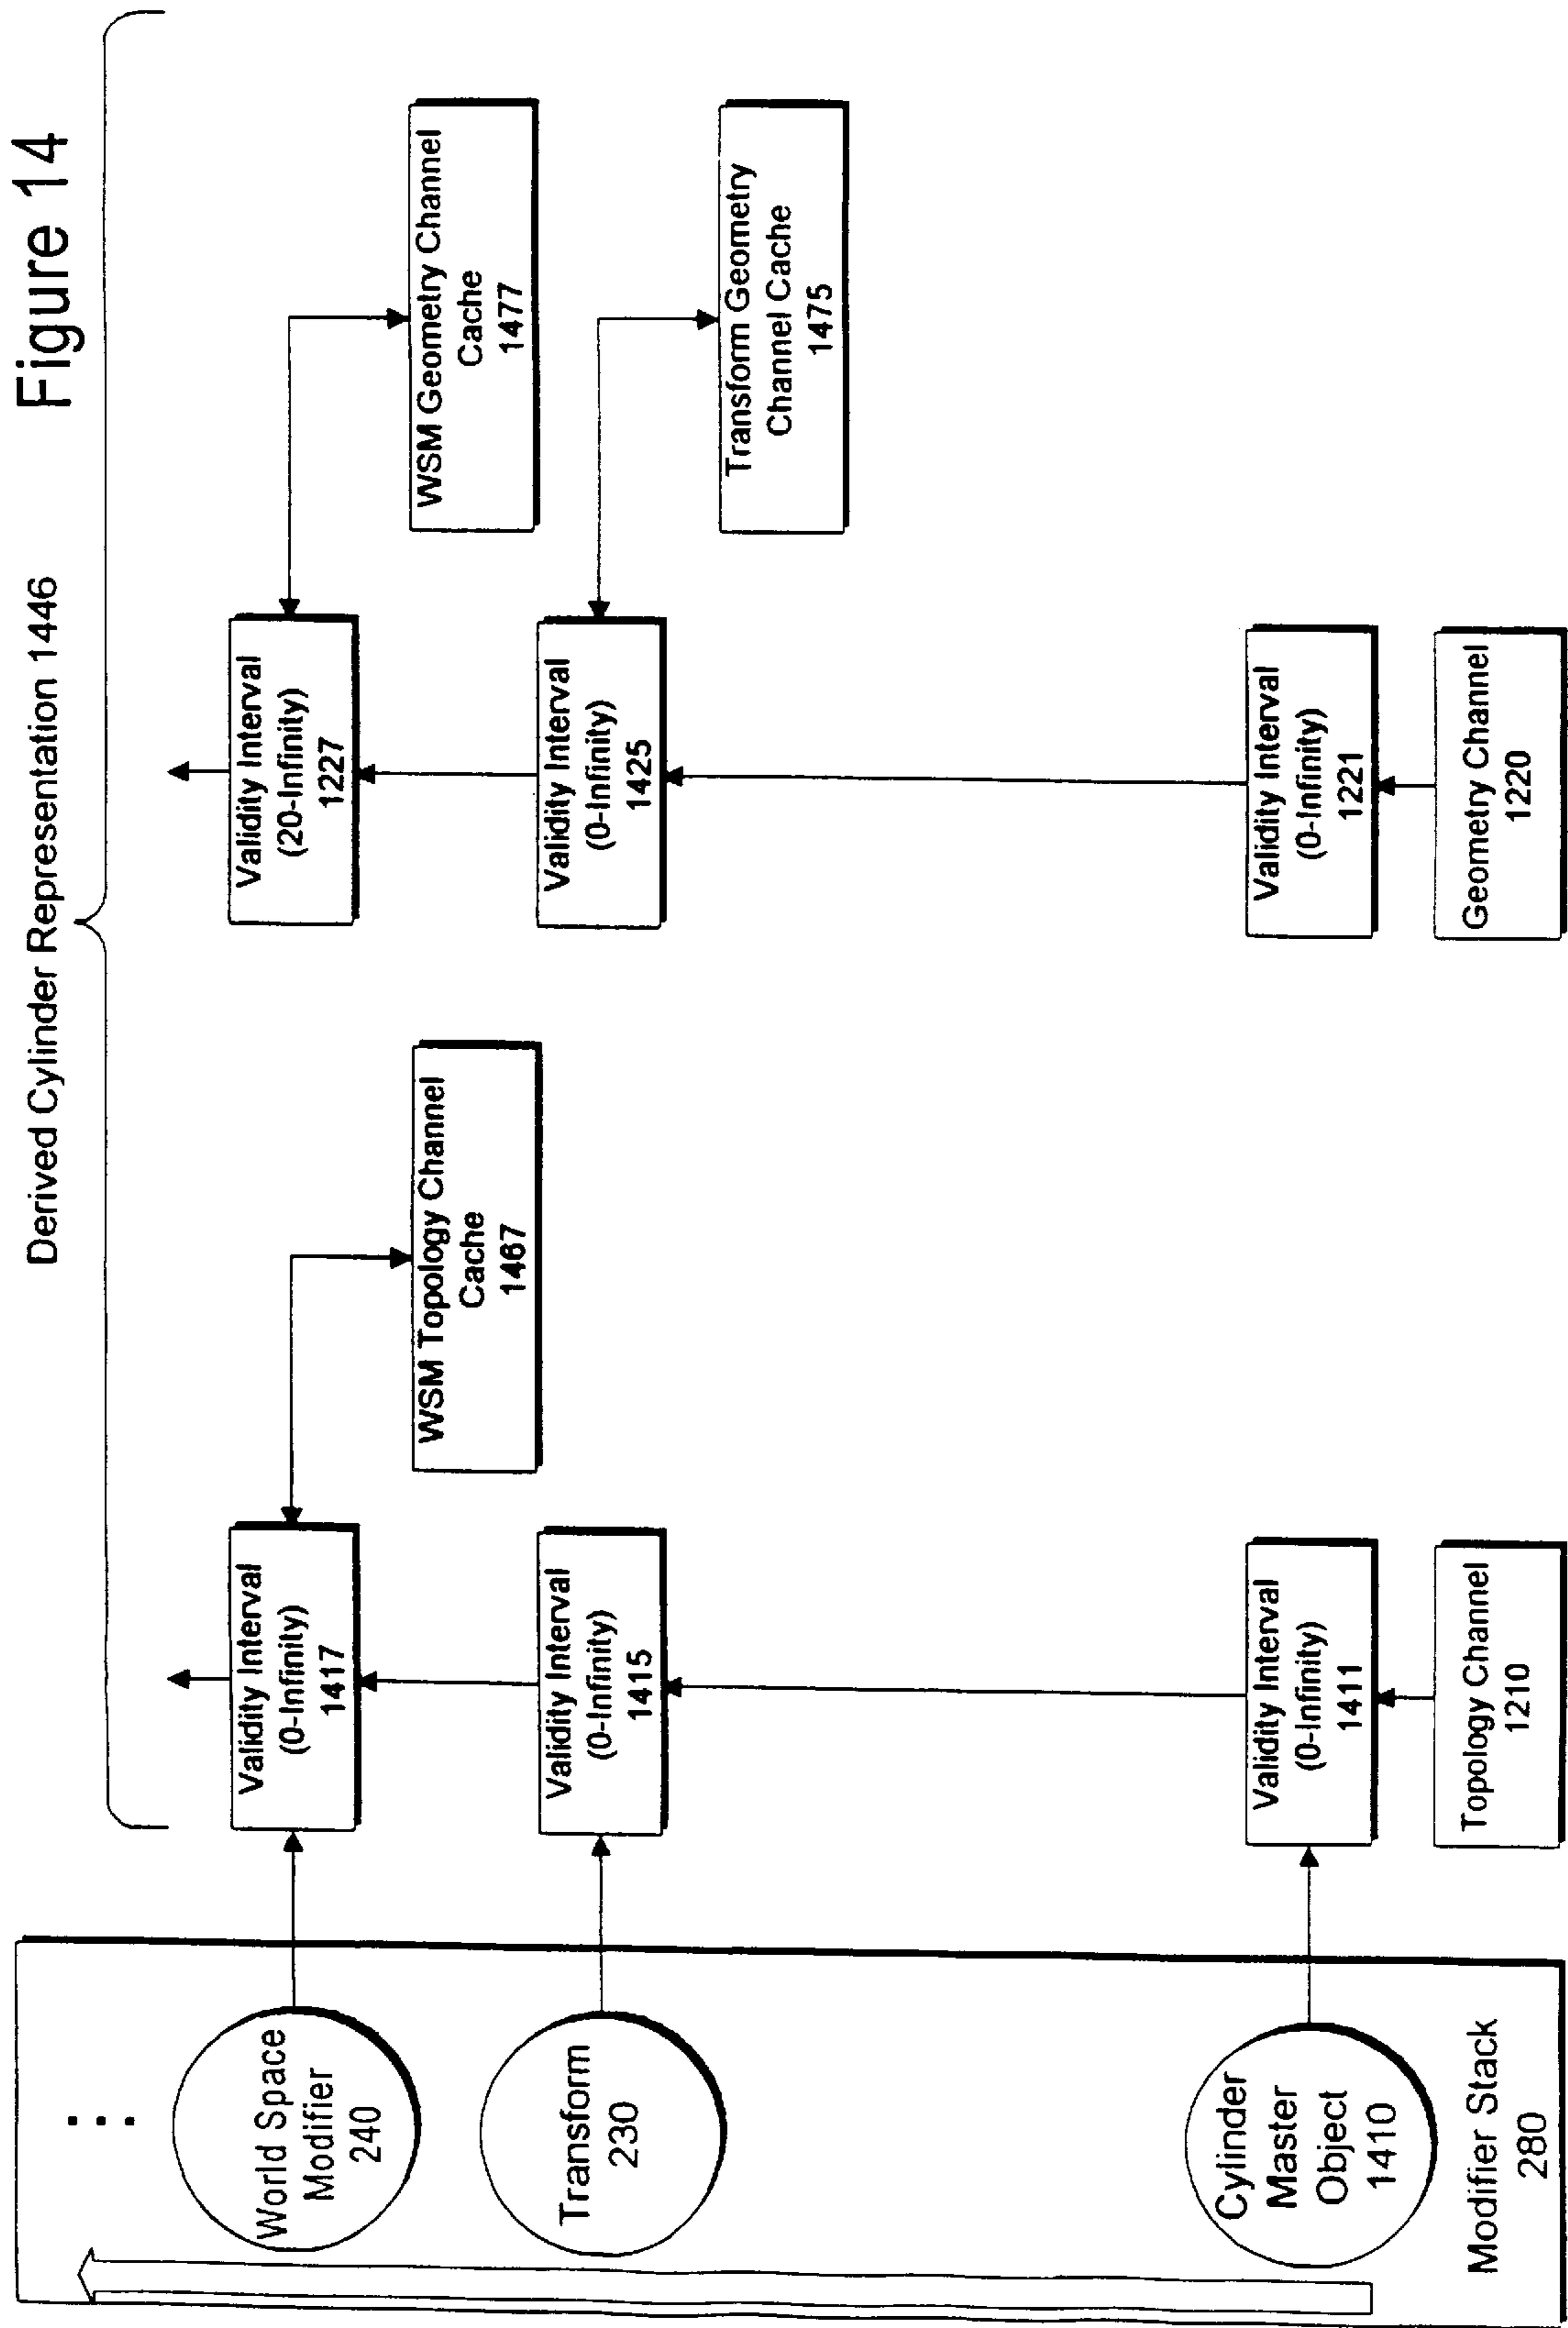 Figure 14
Derived Cylinder Representation 1446
⋮
World Space
Modifier
240
Validity Interval
(0-Infinity)
1417
WSM Topology Channel
Cache
1467
Validity Interval
(20-Infinity)
1227
WSM Geometry Channel
Cache
1477
Transform
230
Validity Interval
(0-Infinity)
1415
Validity Interval
(0-Infinity)
1425
Transform Geometry
Channel Cache
1475
Cylinder
Master
Object
1410
Validity Interval
(0-Infinity)
1411
Validity Interval
(0-Infinity)
1221
Modifier Stack
280
Topology Channel
1210
Geometry Channel
1220